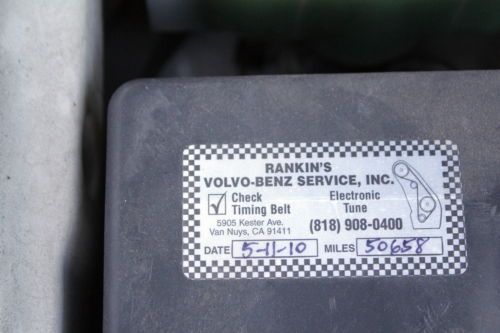 RANKIN'S
VOLVO-BENZ SERVICE, INC.
Check Electronic
Timing Belt Tune
5905 Kester Ave. (818) 908-0400
Van Nuys, CA 91411
DATE 5-11-10 MILES 50658